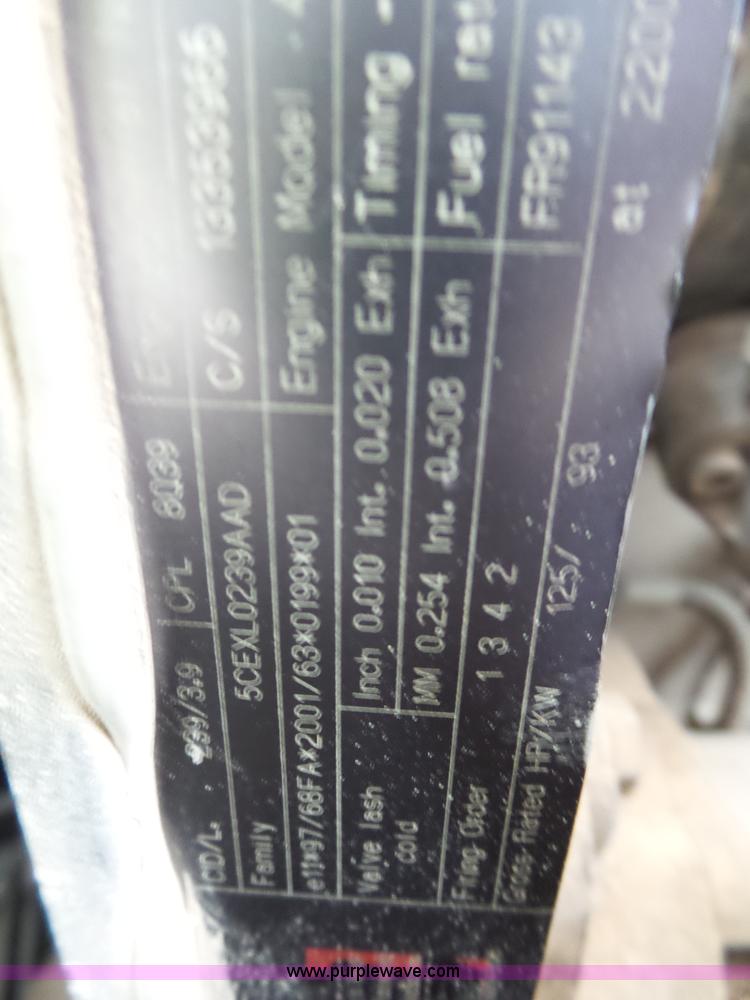 CID/L. 239/3.9 CPL 8039
Family 5CEXL0239AAD C/S 13353965
e11*97/68FA*2001/63*0199*01 Engine Model
Valve lash Inch 0.010 Int. 0.020 Exh Timing -
cold MM 0.254 Int. 0.508 Exh Fuel rat
Firing Order 1 3 4 2 FR91143
Gross Rated HP/KW 125/ 93 at 2200
www.purplewave.com